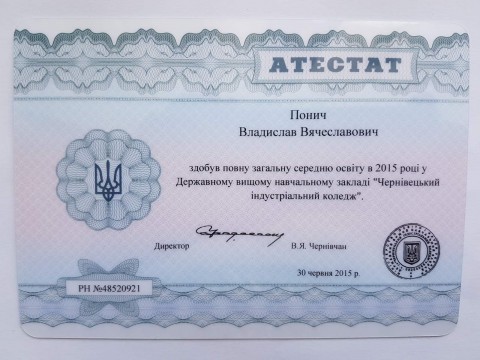 АТЕСТАТ
Понич
Владислав Вячеславович
здобув повну загальну середню освіту в 2015 році у
Державному вищому навчальному закладі "Чернівецький
індустріальний коледж".
Директор В.Я. Чернівчан
30 червня 2015 р.
РН №48520921